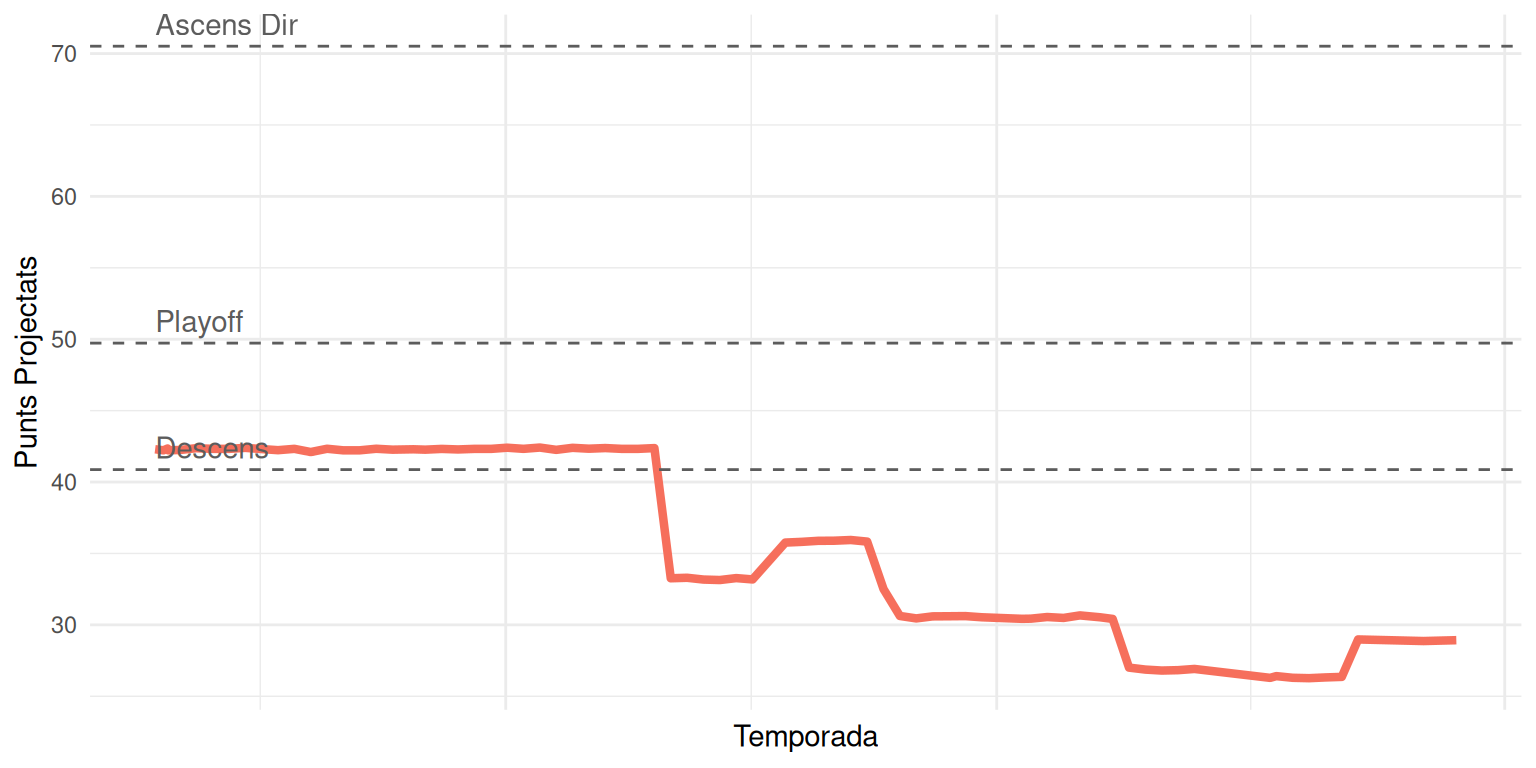 Ascens Dir
70
60
Playoff
50
Descens
40
30
Punts Projectats
Temporada